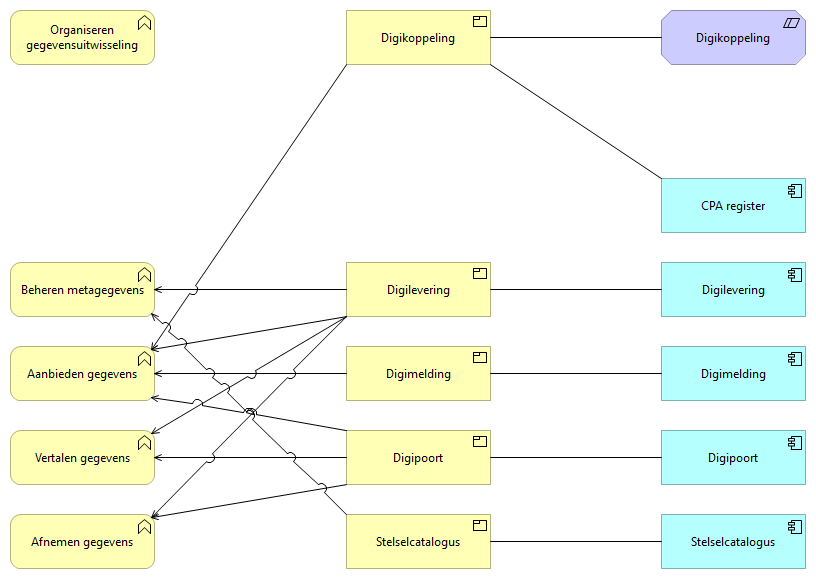 Organiseren
gegevensuitwisseling
Digikoppeling
Digikoppeling
CPA register
Beheren metagegevens
Digilevering
Digilevering
Aanbieden gegevens
Digimelding
Digimelding
Vertalen gegevens
Digipoort
Digipoort
Afnemen gegevens
Stelselcatalogus
Stelselcatalogus